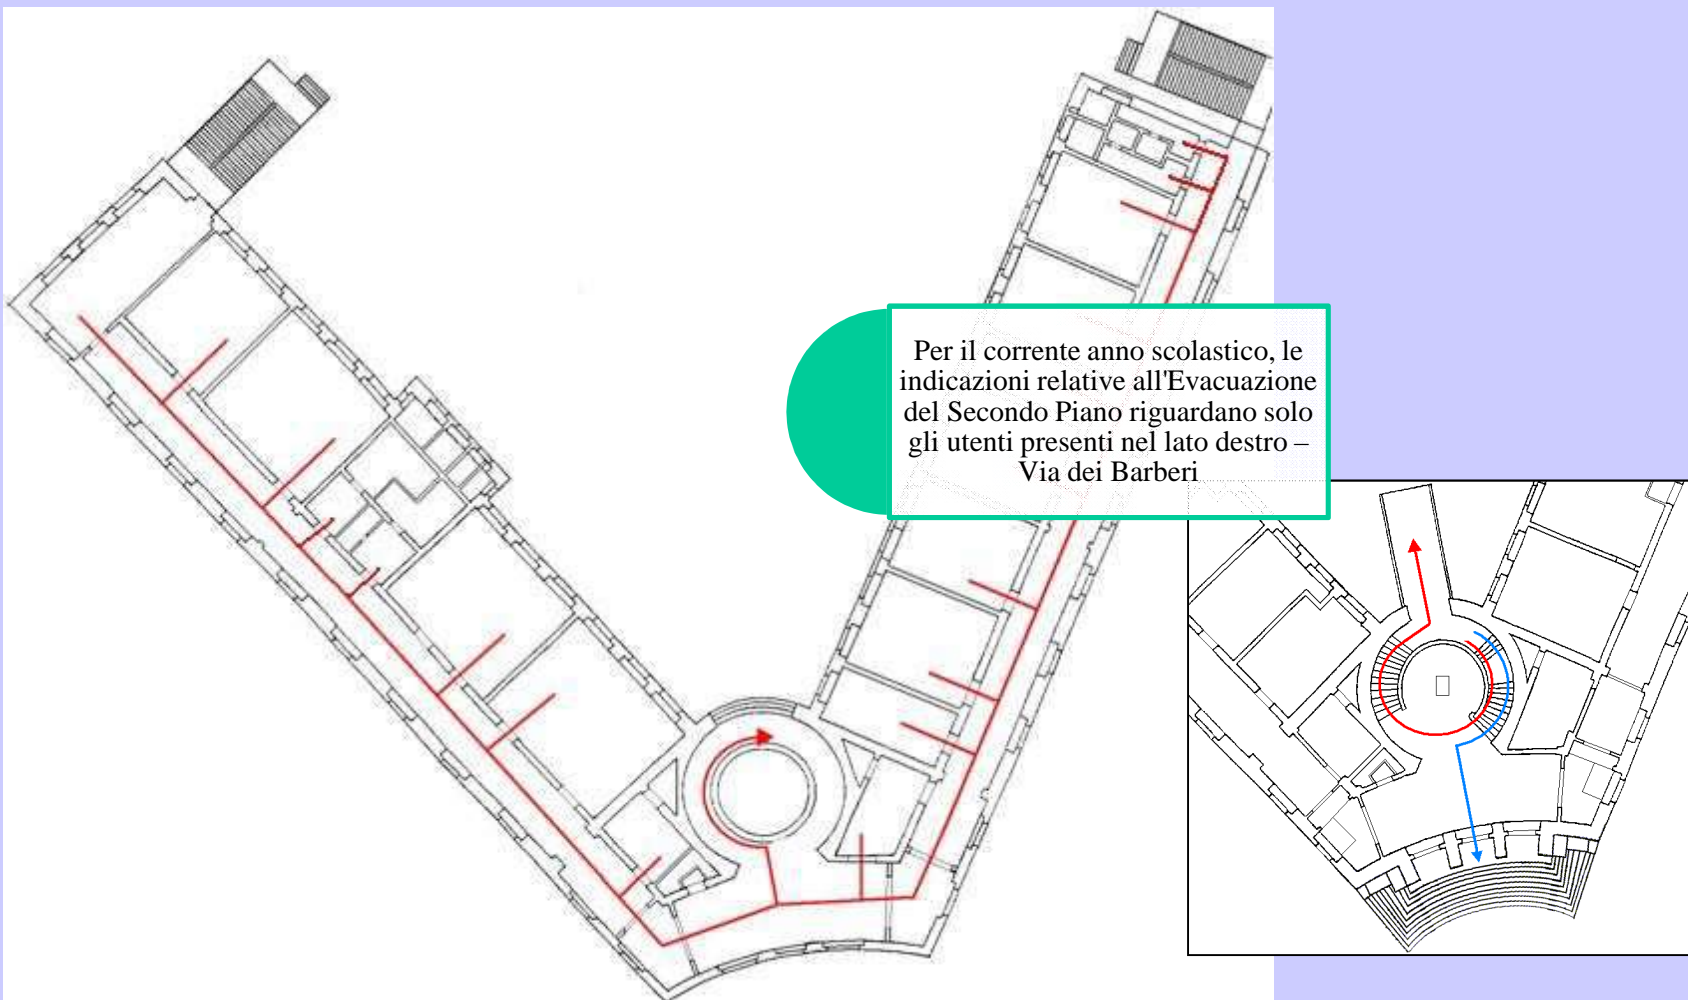 Per il corrente anno scolastico, le
indicazioni relative all'Evacuazione
del Secondo Piano riguardano solo
gli utenti presenti nel lato destro –
Via dei Barberi